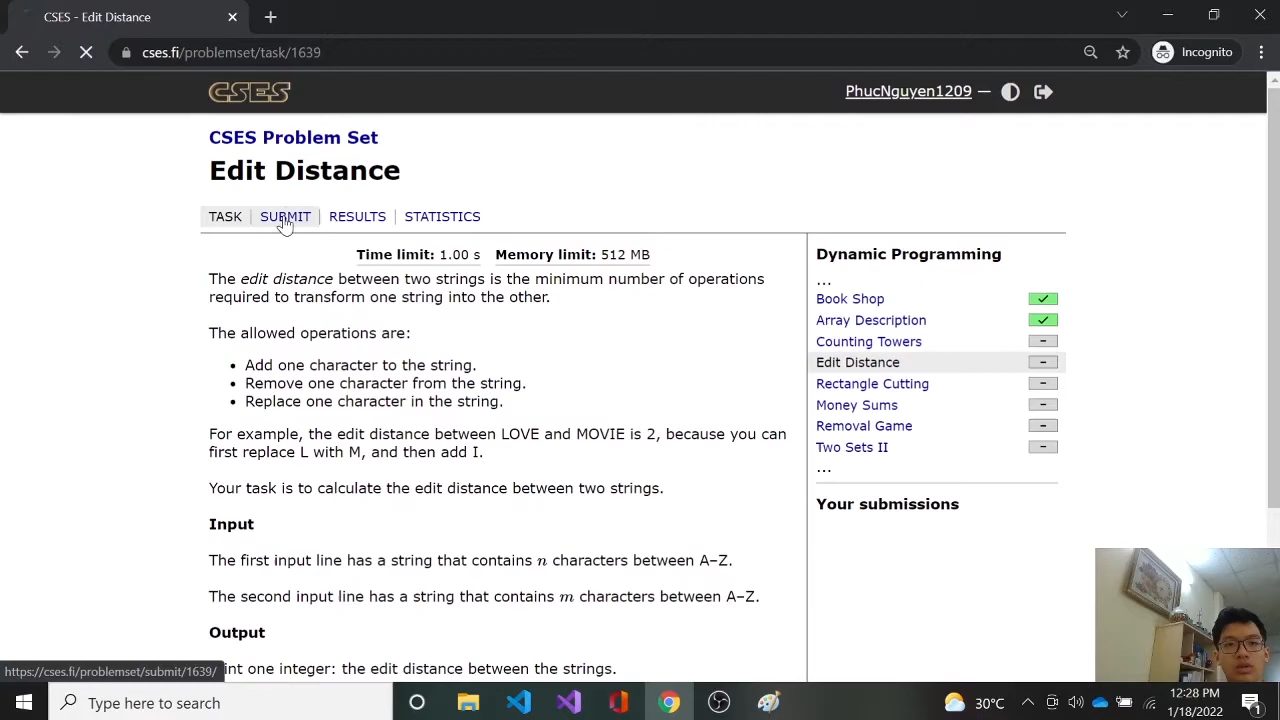 CSES - Edit Distance
cses.fi/problemset/task/1639
Incognito
CSES
PhucNguyen1209 —
CSES Problem Set
Edit Distance
TASK
SUBMIT
RESULTS
STATISTICS
Time limit: 1.00 s Memory limit: 512 MB
The edit distance between two strings is the minimum number of operations
required to transform one string into the other.
The allowed operations are:
• Add one character to the string.
• Remove one character from the string.
• Replace one character in the string.
For example, the edit distance between LOVE and MOVIE is 2, because you can
first replace L with M, and then add I.
Your task is to calculate the edit distance between two strings.
Input
The first input line has a string that contains n characters between A–Z.
The second input line has a string that contains m characters between A–Z.
Output
int one integer: the edit distance between the strings.
Dynamic Programming
...
Book Shop
Array Description
Counting Towers
Edit Distance
Rectangle Cutting
Money Sums
Removal Game
Two Sets II
...
Your submissions
https://cses.fi/problemset/submit/1639/
Type here to search
30°C
12:28 PM
1/18/2022
1